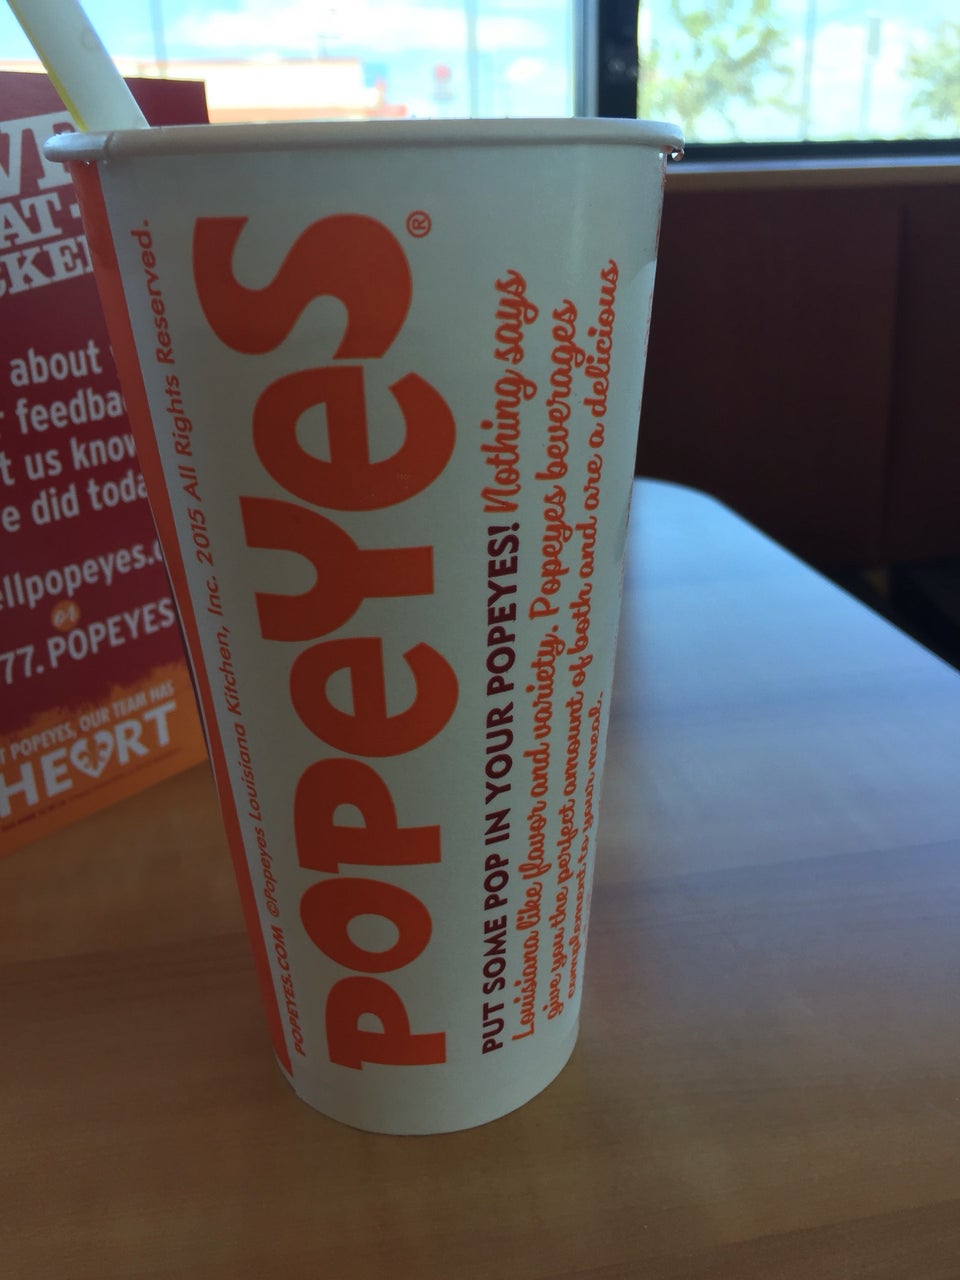 POPEYES.COM ©Popeyes Louisiana Kitchen, Inc. 2015 All Rights Reserved.
POPEYES®
PUT SOME POP IN YOUR POPEYES! Nothing says
Louisiana like flavor and variety. Popeyes beverages
give you the perfect amount of both and are a delicious
complement to your meal.
about
feedba
t us know
e did toda
ellpopeyes.c
or
77.POPEYES
T POPEYES, OUR TEAM HAS
HEART